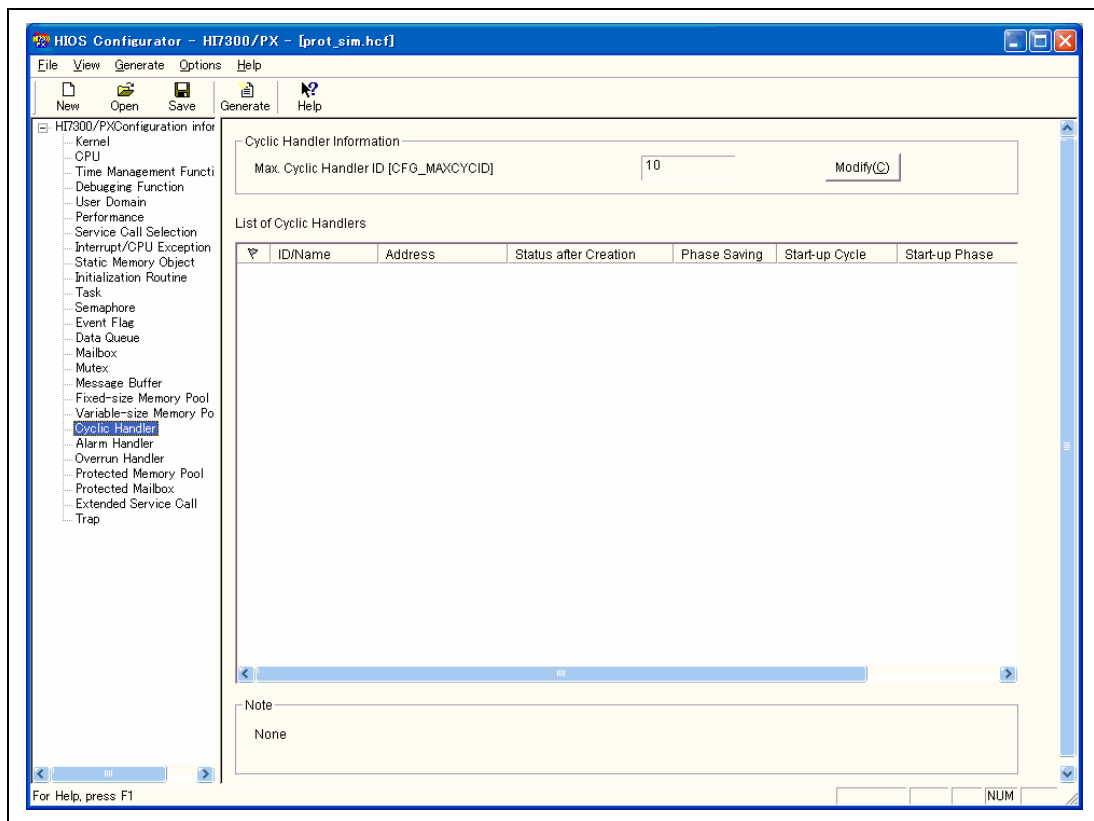 HIOS Configurator - HI7300/PX - [prot_sim.hcf]
File View Generate Options Help
New Open Save Generate Help
HI7300/PXConfiguration infor
Kernel
CPU
Time Management Functi
Debugging Function
User Domain
Performance
Service Call Selection
Interrupt/CPU Exception
Static Memory Object
Initialization Routine
Task
Semaphore
Event Flag
Data Queue
Mailbox
Mutex
Message Buffer
Fixed-size Memory Pool
Variable-size Memory Po
Cyclic Handler
Alarm Handler
Overrun Handler
Protected Memory Pool
Protected Mailbox
Extended Service Call
Trap
Cyclic Handler Information
Max. Cyclic Handler ID [CFG_MAXCYCID] 10 Modify(C)
List of Cyclic Handlers
ID/Name Address Status after Creation Phase Saving Start-up Cycle Start-up Phase
Note
None
For Help, press F1 NUM